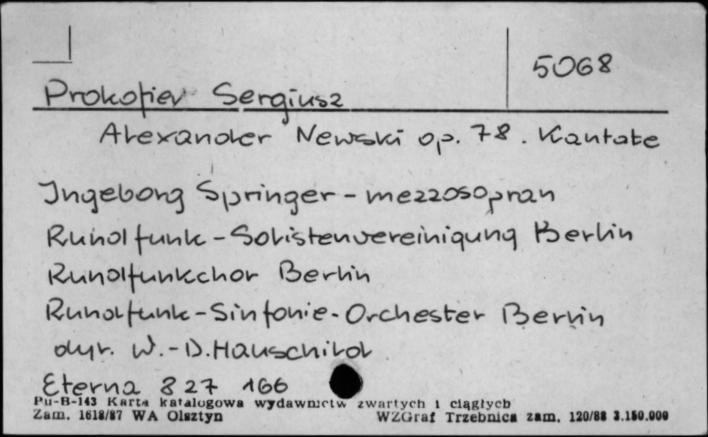 5068
Prokofiev Sergiusz
Alexander Newski op. 78. Kantate
Ingeborg Springer - mezzosopran
Rundfunk-Solistenvereinigung Berlin
Rundfunkchor Berlin
Rundfunk-Sinfonie-Orchester Berlin
dyr. W.-D. Hauschild
Eterna 827 166
Pu-B-143 Karta katalogowa wydawnictw zwartych i ciągłych
Zam. 1618/87 WA Olsztyn WZGraf Trzebnica zam. 120/88 3.150.000